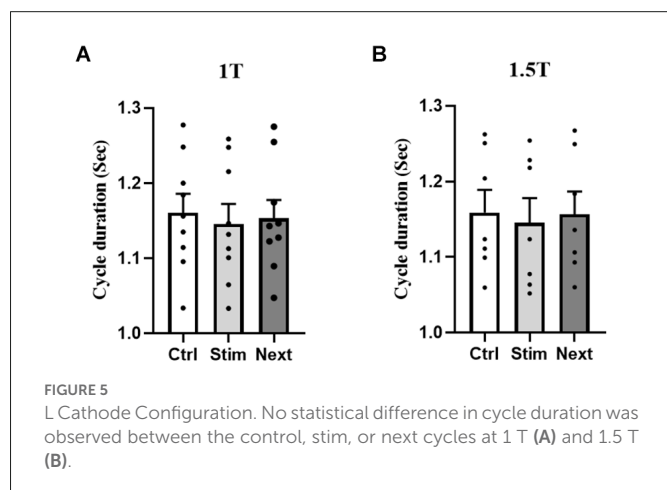 A
1T
Cycle duration (Sec)
1.3
1.2
1.1
1.0
Ctrl Stim Next
B
1.5T
Cycle duration (Sec)
1.3
1.2
1.1
1.0
Ctrl Stim Next
FIGURE 5
L Cathode Configuration. No statistical difference in cycle duration was
observed between the control, stim, or next cycles at 1 T (A) and 1.5 T
(B).